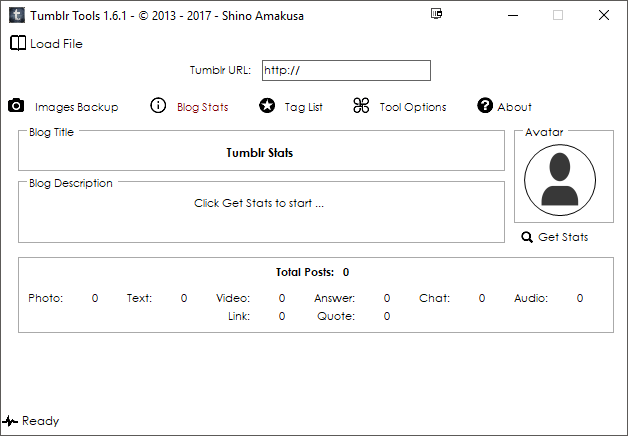 t Tumblr Tools 1.6.1 - © 2013 - 2017 - Shino Amakusa
Load File
Tumblr URL: http://
Images Backup Blog Stats Tag List Tool Options About
Blog Title Avatar
Tumblr Stats
Blog Description
Click Get Stats to start ...
Get Stats
Total Posts: 0
Photo: 0 Text: 0 Video: 0 Answer: 0 Chat: 0 Audio: 0
Link: 0 Quote: 0
Ready